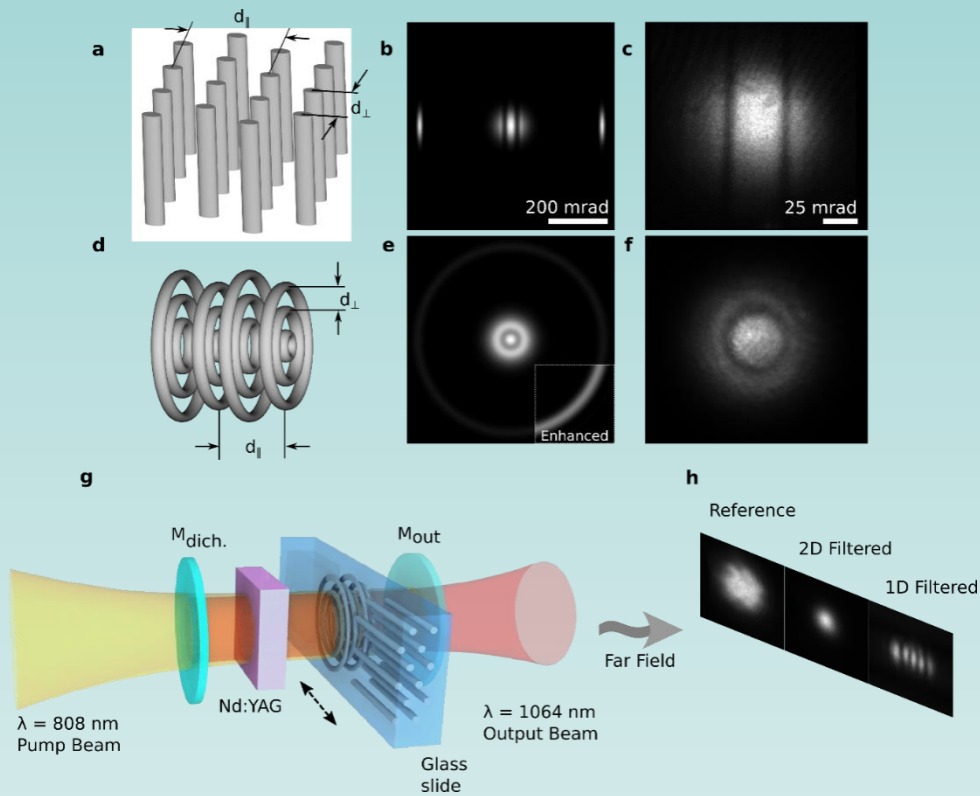 a
d∥
d⊥
b
200 mrad
c
25 mrad
d
d⊥
d∥
e
Enhanced
f
g
Mdich.
Mout
Nd:YAG
λ = 808 nm
Pump Beam
λ = 1064 nm
Output Beam
Glass
slide
Far Field
h
Reference
2D Filtered
1D Filtered